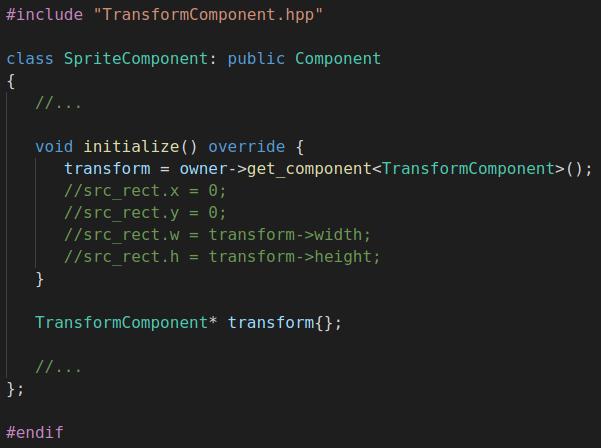 #include "TransformComponent.hpp"
class SpriteComponent: public Component
{
//...
void initialize() override {
transform = owner->get_component<TransformComponent>();
//src_rect.x = 0;
//src_rect.y = 0;
//src_rect.w = transform->width;
//src_rect.h = transform->height;
}
TransformComponent* transform{};
//...
};
#endif